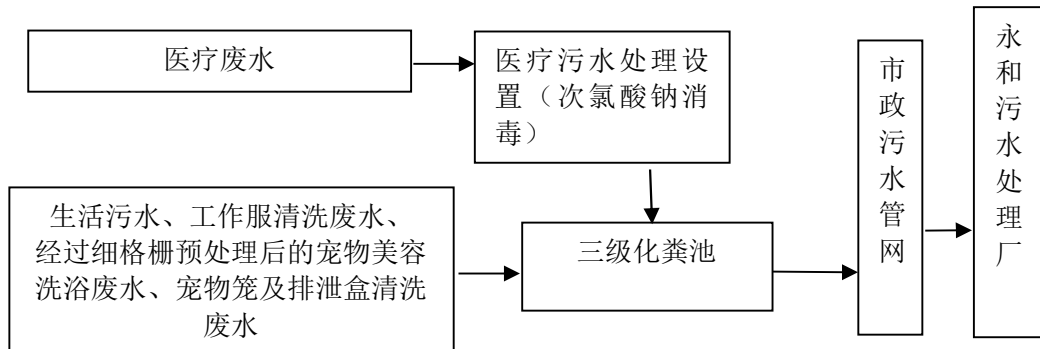 医疗废水
医疗污水处理设
置（次氯酸钠消
毒）
生活污水、工作服清洗废水、
经过细格栅预处理后的宠物美容
洗浴废水、宠物笼及排泄盒清洗
废水
三级化粪池
市政污水管网
永和污水处理厂